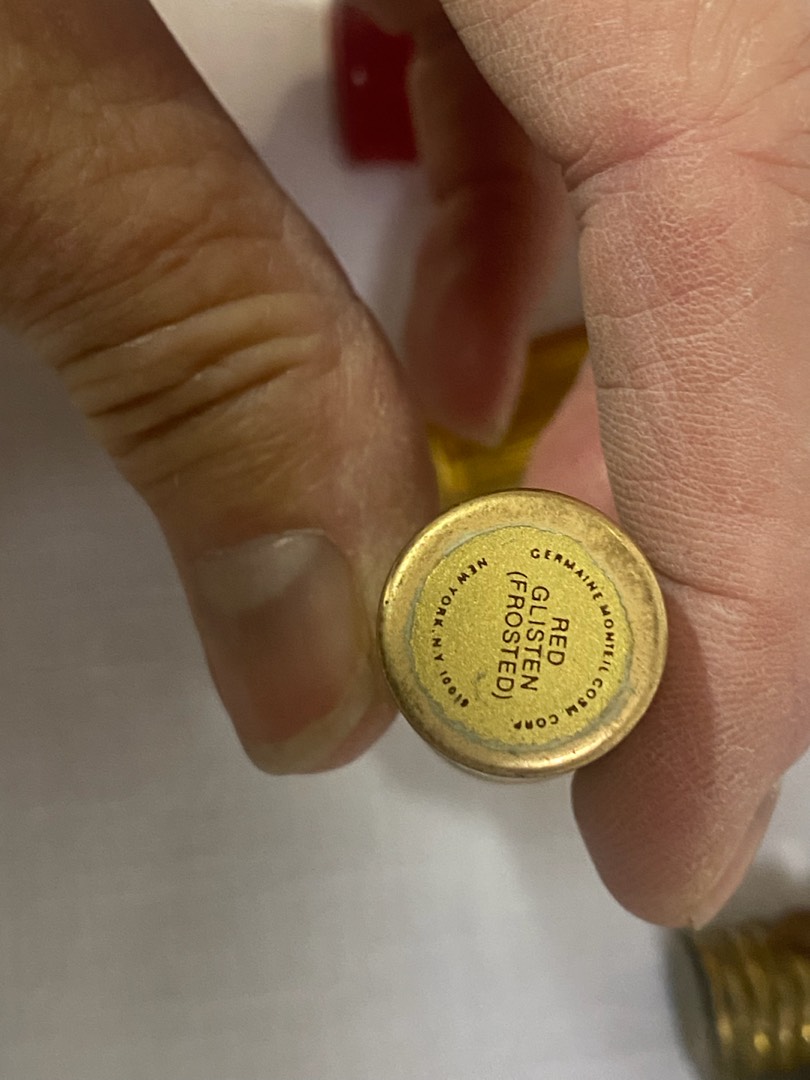 GERMAINE MONTEIL COSM. CORP.
RED
GLISTEN
(FROSTED)
NEW YORK, N.Y. 10019